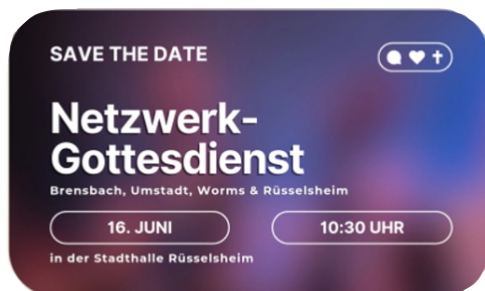 SAVE THE DATE
Netzwerk-
Gottesdienst
Brensbach, Umstadt, Worms & Rüsselsheim
16. JUNI
10:30 UHR
in der Stadthalle Rüsselsheim